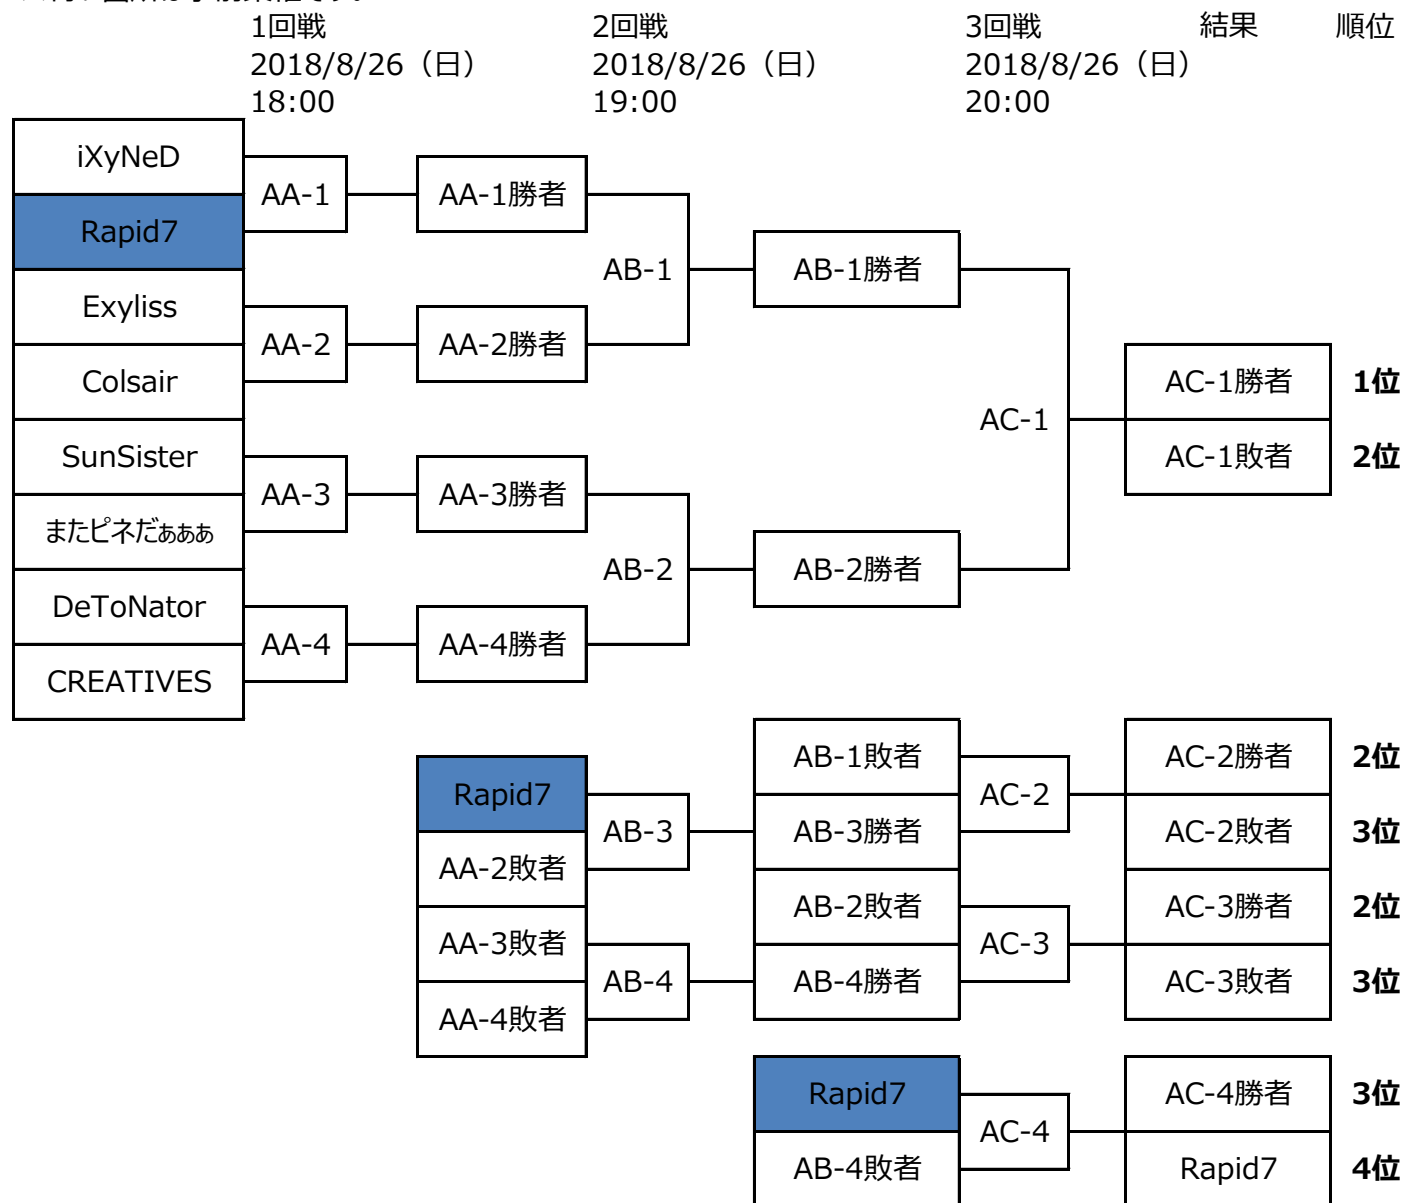 1回戦
2018/8/26（日）
18:00
2回戦
2018/8/26（日）
19:00
3回戦
2018/8/26（日）
20:00
結果
順位
iXyNeD
Rapid7
Exyliss
Colsair
SunSister
またピネだぁぁぁ
DeToNator
CREATIVES
AA-1
AA-2
AA-3
AA-4
AA-1勝者
AA-2勝者
AA-3勝者
AA-4勝者
AB-1
AB-2
AB-1勝者
AB-2勝者
AC-1
AC-1勝者 1位
AC-1敗者 2位
Rapid7
AA-2敗者
AA-3敗者
AA-4敗者
AB-3
AB-4
AB-1敗者
AB-3勝者
AB-2敗者
AB-4勝者
AC-2
AC-3
AC-2勝者 2位
AC-2敗者 3位
AC-3勝者 2位
AC-3敗者 3位
Rapid7
AB-4敗者
AC-4
AC-4勝者 3位
Rapid7 4位